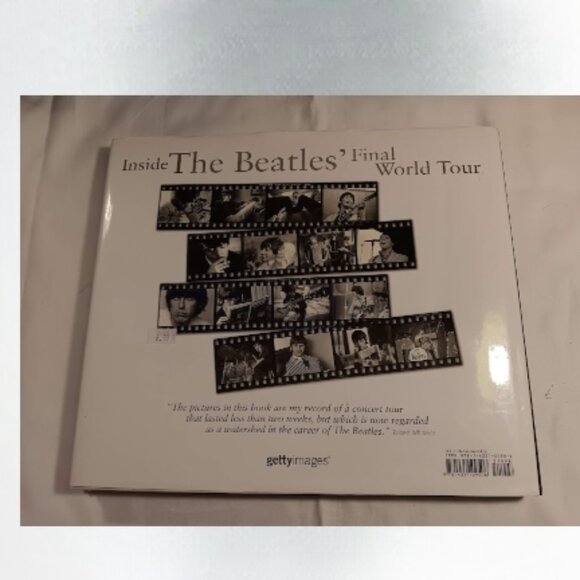 Inside The Beatles' Final World Tour
"The pictures in this book are my record of a concert tour
that lasted less than two weeks, but which is now regarded
as a watershed in the career of The Beatles."
gettyimages®